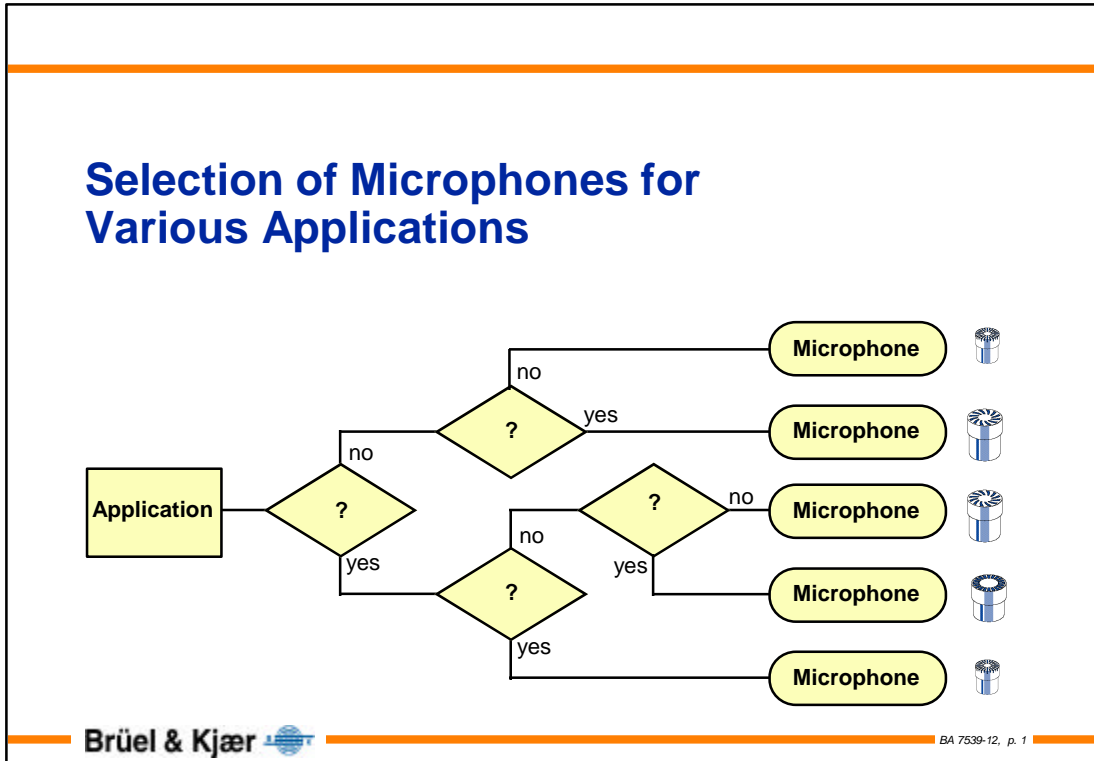 Selection of Microphones for
Various Applications
Microphone
no
?
yes
Microphone
no
Application
?
?
no
Microphone
no
yes
yes
?
Microphone
yes
Microphone
Brüel & Kjær
BA 7539-12, p. 1